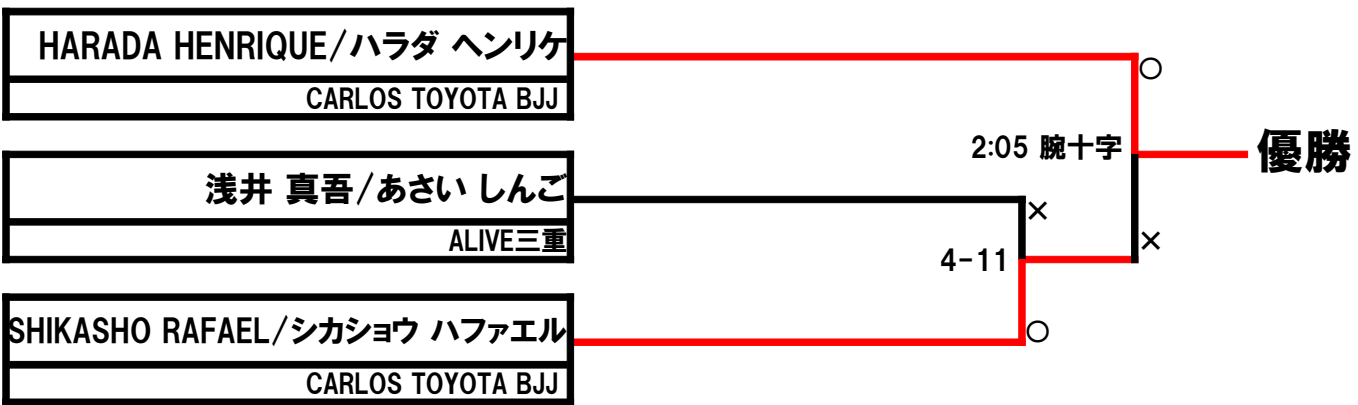 HARADA HENRIQUE/ハラダ ヘンリケ
CARLOS TOYOTA BJJ
○
2:05 腕十字
優勝
浅井 真吾/あさい しんご
ALIVE三重
×
×
4-11
SHIKASHO RAFAEL/シカショウ ハファエル
○
CARLOS TOYOTA BJJ